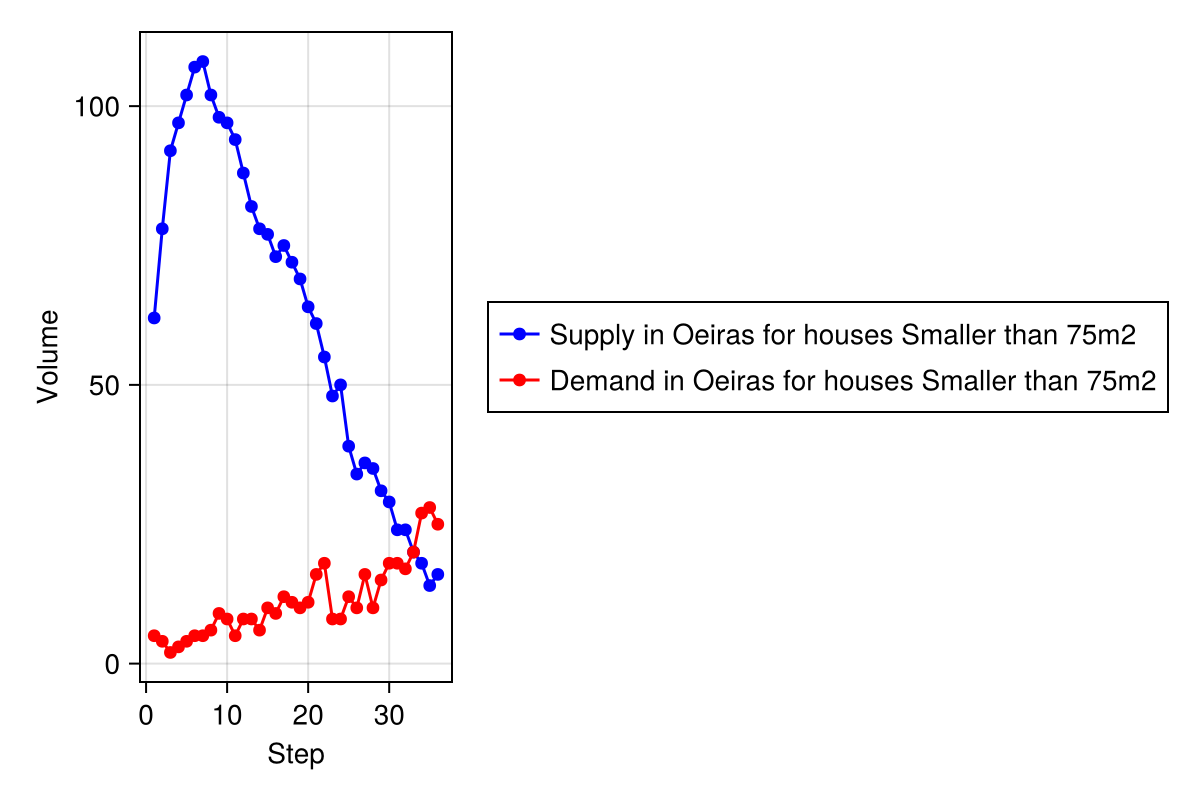 Volume
100
50
0
0 10 20 30
Step
Supply in Oeiras for houses Smaller than 75m2
Demand in Oeiras for houses Smaller than 75m2